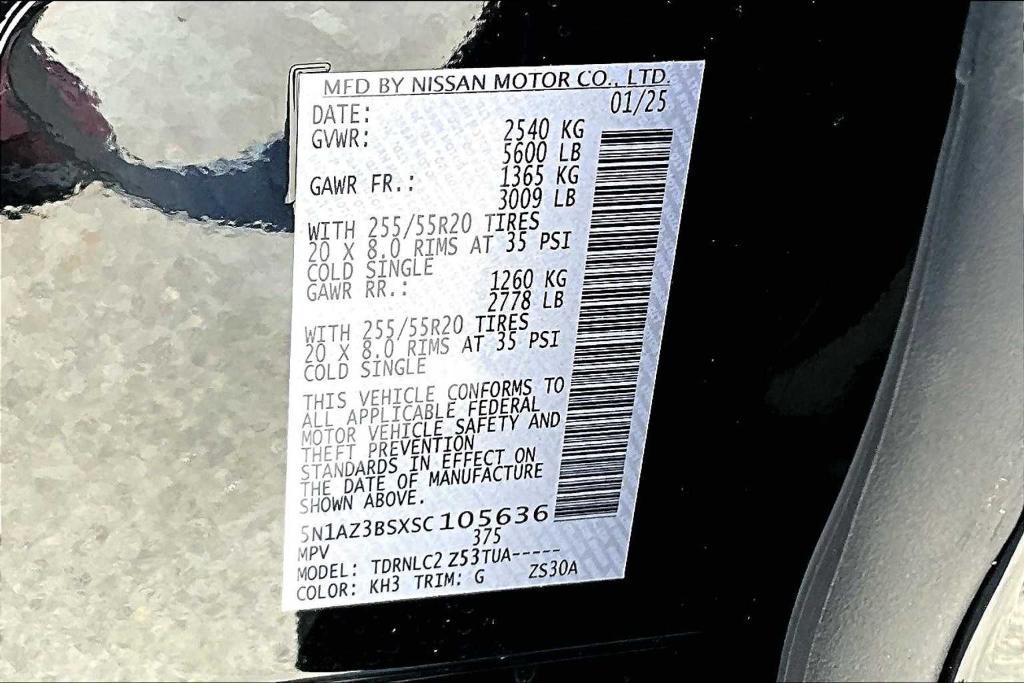 MFD BY NISSAN MOTOR CO., LTD.
DATE: 01/25
GVWR: 2540 KG
5600 LB
GAWR FR.: 1365 KG
3009 LB
WITH 255/55R20 TIRES
20 X 8.0 RIMS AT 35 PSI
COLD SINGLE
GAWR RR.: 1260 KG
2778 LB
WITH 255/55R20 TIRES
20 X 8.0 RIMS AT 35 PSI
COLD SINGLE
THIS VEHICLE CONFORMS TO
ALL APPLICABLE FEDERAL
MOTOR VEHICLE SAFETY AND
THEFT PREVENTION
STANDARDS IN EFFECT ON
THE DATE OF MANUFACTURE
SHOWN ABOVE.
5N1AZ3BSXSC105636
MPV 375
MODEL: TDRNLC2 Z53TUA-----
COLOR: KH3 TRIM: G ZS30A